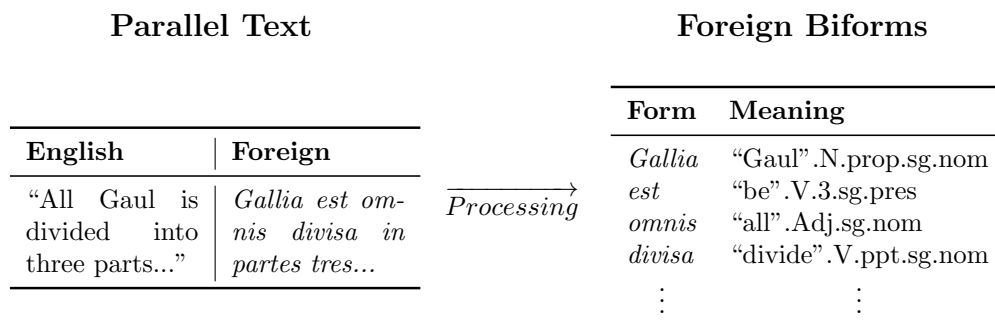 Parallel Text
English Foreign
“All Gaul is
divided into
three parts...”
Gallia est om-
nis divisa in
partes tres...
Processing
Foreign Biforms
Form Meaning
Gallia “Gaul”.N.prop.sg.nom
est “be”.V.3.sg.pres
omnis “all”.Adj.sg.nom
divisa “divide”.V.ppt.sg.nom
⋮ ⋮